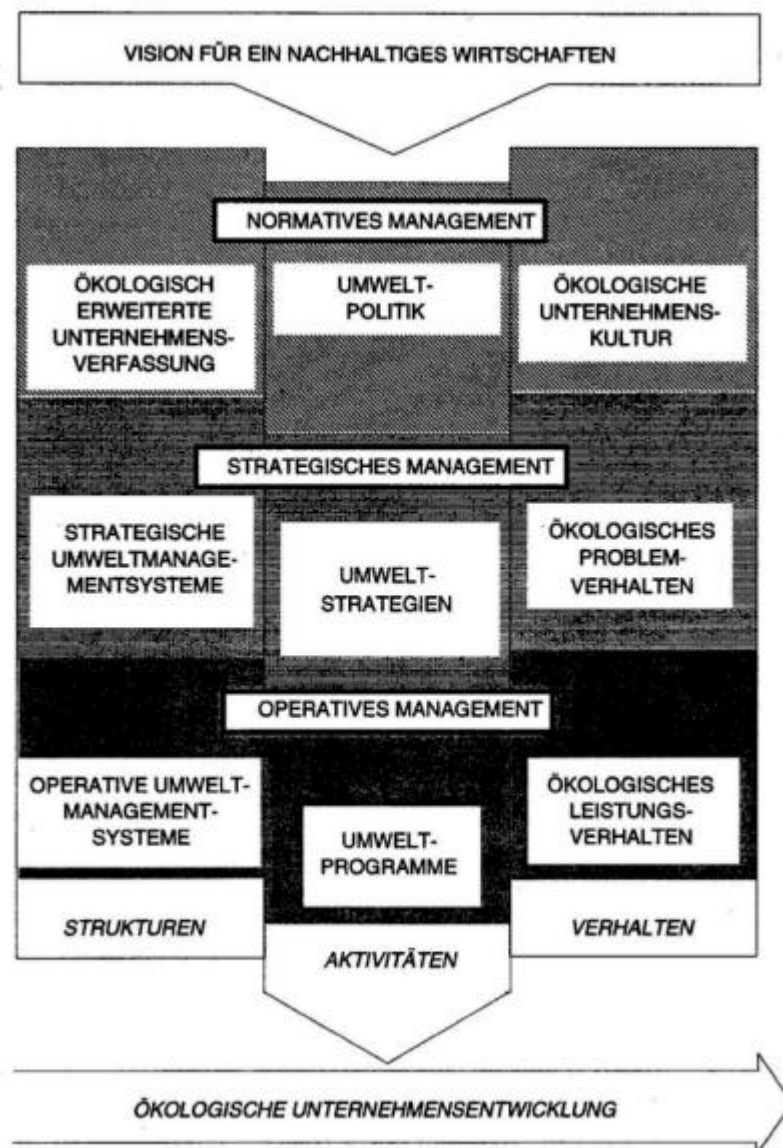 VISION FÜR EIN NACHHALTIGES WIRTSCHAFTEN
NORMATIVES MANAGEMENT
ÖKOLOGISCH
ERWEITERTE
UNTERNEHMENS-
VERFASSUNG
UMWELT-
POLITIK
ÖKOLOGISCHE
UNTERNEHMENS-
KULTUR
STRATEGISCHES MANAGEMENT
STRATEGISCHE
UMWELTMANAGE-
MENTSYSTEME
UMWELT-
STRATEGIEN
ÖKOLOGISCHES
PROBLEM-
VERHALTEN
OPERATIVES MANAGEMENT
OPERATIVE UMWELT-
MANAGEMENT-
SYSTEME
UMWELT-
PROGRAMME
ÖKOLOGISCHES
LEISTUNGS-
VERHALTEN
STRUKTUREN
AKTIVITÄTEN
VERHALTEN
ÖKOLOGISCHE UNTERNEHMENSENTWICKLUNG